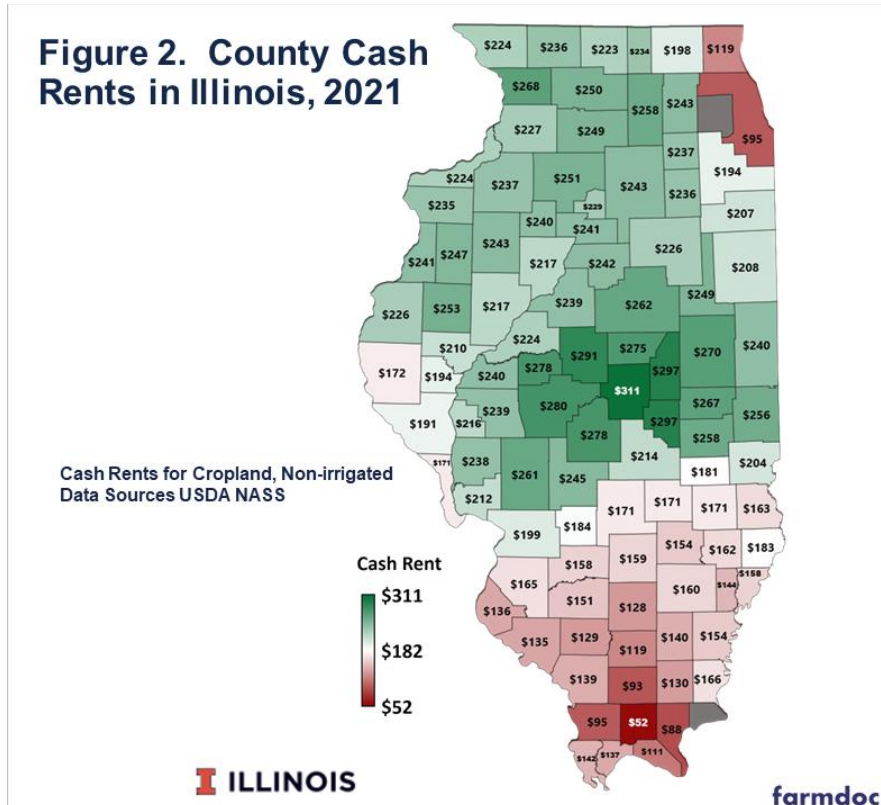 Figure 2. County Cash
Rents in Illinois, 2021
$224 $236 $223 $234 $198 $119
$268 $250 $258 $243
$227 $249 $95
$237
$224 $237 $251 $243 $194
$235 $229 $236
$240 $207
$241 $247 $243 $241 $226
$217 $242 $208
$226 $253 $217 $239 $262 $249
$210 $224 $291 $275 $270 $240
$172 $194 $240 $278 $297
$311
$191 $216 $239 $280 $297 $267 $256
$278 $258
$171 $238 $261 $245 $214 $181 $204
$212
$171 $171 $171 $163
$199 $184
$159 $154 $162 $183
$165 $158 $158
$136 $151 $128 $160 $144
$135 $129 $119 $140 $154
$139 $93 $130 $166
$95 $52 $88
$142 $137 $111
Cash Rents for Cropland, Non-irrigated
Data Sources USDA NASS
Cash Rent
$311
$182
$52
I ILLINOIS
farmdoc